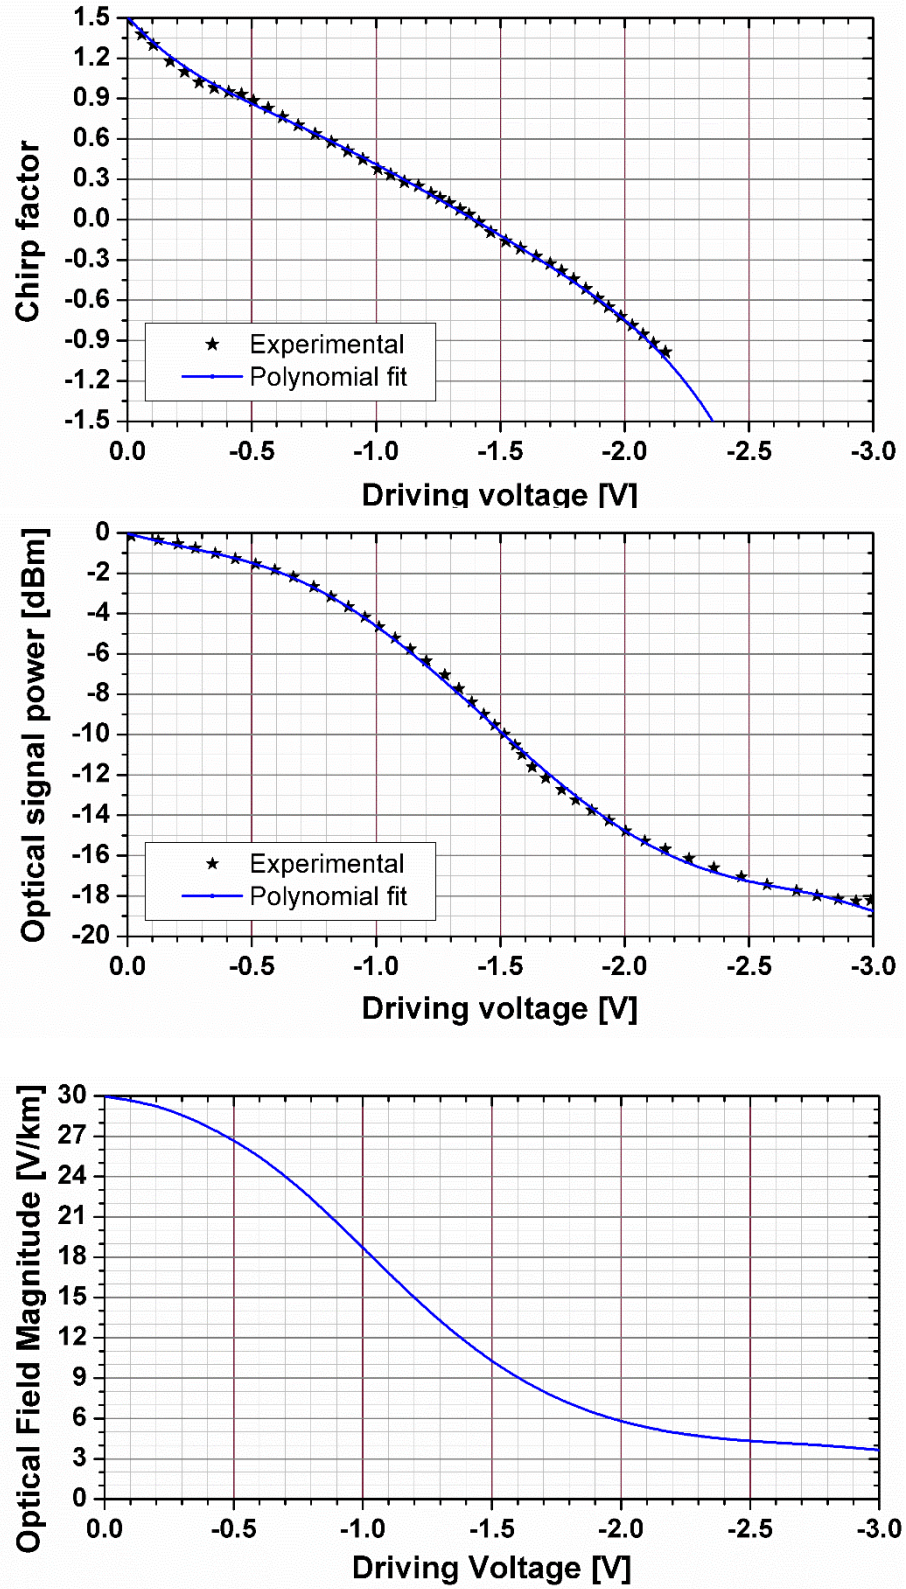 1.5
1.2
0.9
0.6
0.3
0.0
-0.3
-0.6
-0.9
-1.2
-1.5
Chirp factor
Experimental
Polynomial fit
0.0 -0.5 -1.0 -1.5 -2.0 -2.5 -3.0
Driving voltage [V]
0
-2
-4
-6
-8
-10
-12
-14
-16
-18
-20
Optical signal power [dBm]
Experimental
Polynomial fit
0.0 -0.5 -1.0 -1.5 -2.0 -2.5 -3.0
Driving voltage [V]
30
27
24
21
18
15
12
9
6
3
0
Optical Field Magnitude [V/km]
0.0 -0.5 -1.0 -1.5 -2.0 -2.5 -3.0
Driving Voltage [V]